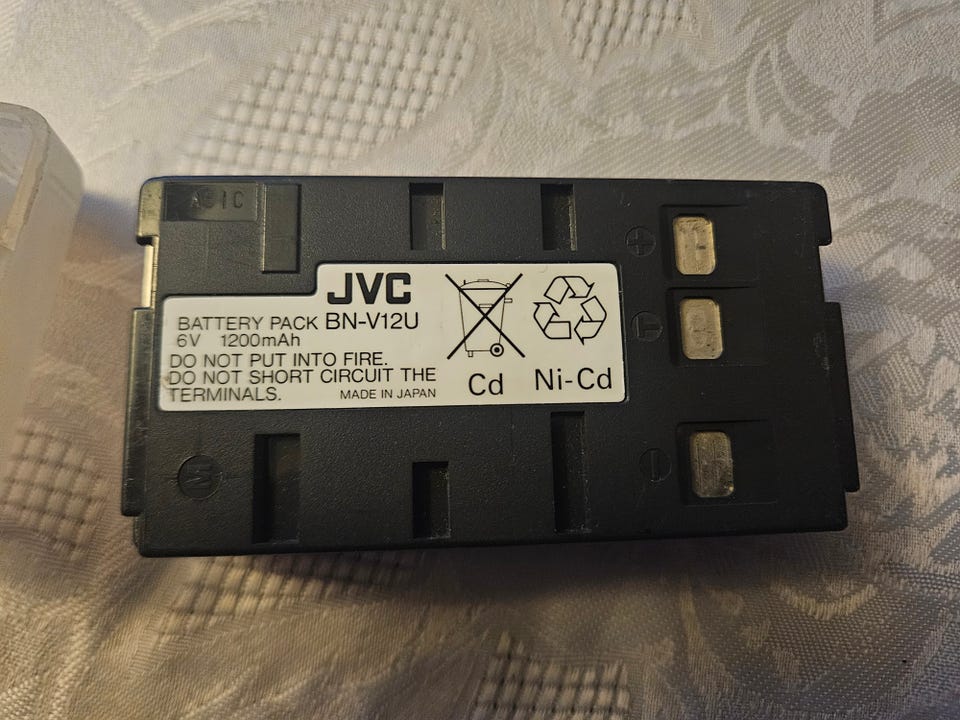 JVC
BATTERY PACK BN-V12U
6V 1200mAh
DO NOT PUT INTO FIRE.
DO NOT SHORT CIRCUIT THE
TERMINALS.
MADE IN JAPAN
Cd
Ni-Cd
+
T
−
M